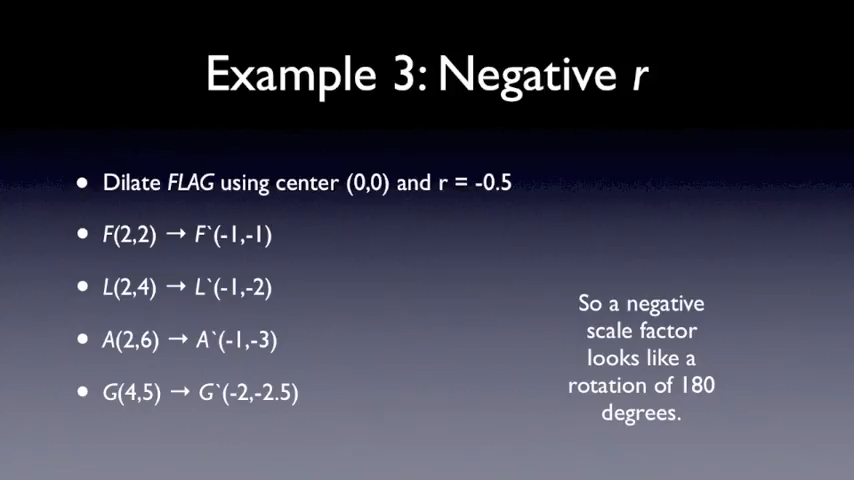 Example 3: Negative r
• Dilate FLAG using center (0,0) and r = -0.5
• F(2,2) → F`(-1,-1)
• L(2,4) → L`(-1,-2)
• A(2,6) → A`(-1,-3)
• G(4,5) → G`(-2,-2.5)
So a negative
scale factor
looks like a
rotation of 180
degrees.